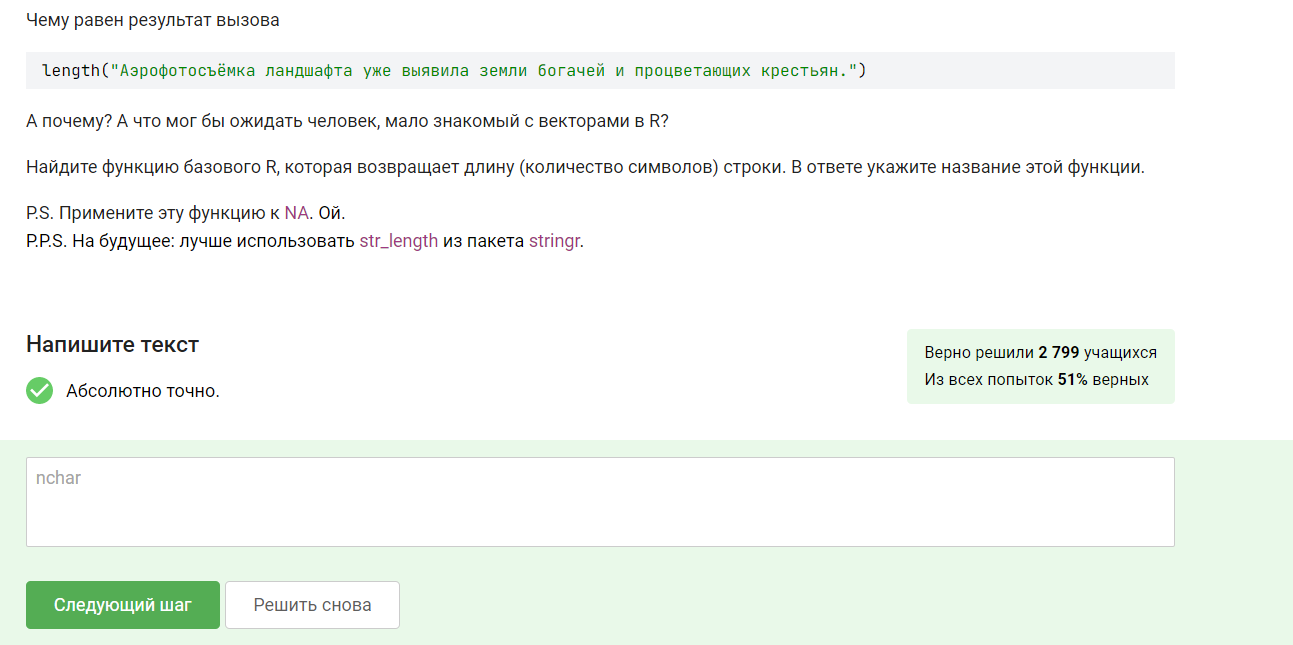 Чему равен результат вызова
length("Аэрофотосъёмка ландшафта уже выявила земли богачей и процветающих крестьян.")
А почему? А что мог бы ожидать человек, мало знакомый с векторами в R?
Найдите функцию базового R, которая возвращает длину (количество символов) строки. В ответе укажите название этой функции.
P.S. Примените эту функцию к NA. Ой.
P.P.S. На будущее: лучше использовать str_length из пакета stringr.
Напишите текст
Верно решили 2 799 учащихся
Из всех попыток 51% верных
Абсолютно точно.
nchar
Следующий шаг
Решить снова